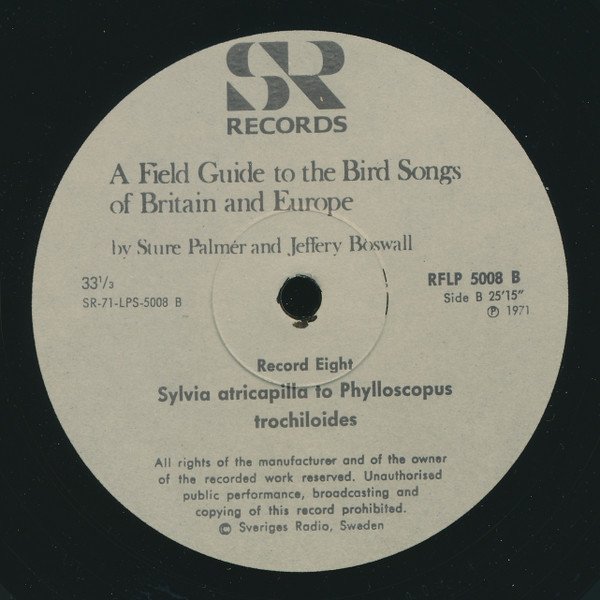 SR
RECORDS
A Field Guide to the Bird Songs
of Britain and Europe
by Sture Palmér and Jeffery Boswall
33 1/3
SR-71-LPS-5008 B
RFLP 5008 B
Side B 25'15"
Ⓟ 1971
Record Eight
Sylvia atricapilla to Phylloscopus
trochiloides
All rights of the manufacturer and of the owner
of the recorded work reserved. Unauthorised
public performance, broadcasting and
copying of this record prohibited.
© Sveriges Radio, Sweden